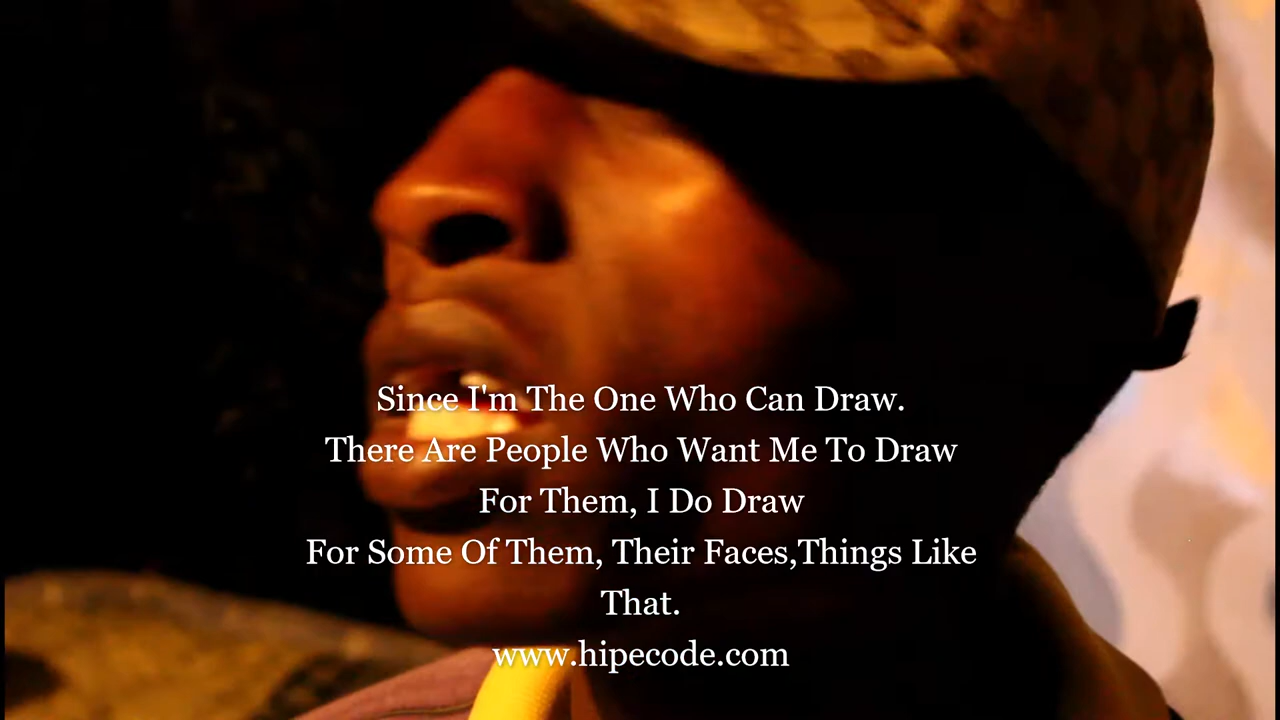 Since I'm The One Who Can Draw.
There Are People Who Want Me To Draw
For Them, I Do Draw
For Some Of Them, Their Faces,Things Like
That.
www.hipecode.com